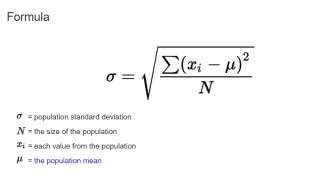 Formula
σ = √(∑(xᵢ − μ)² / N)
σ = population standard deviation
N = the size of the population
xᵢ = each value from the population
μ = the population mean